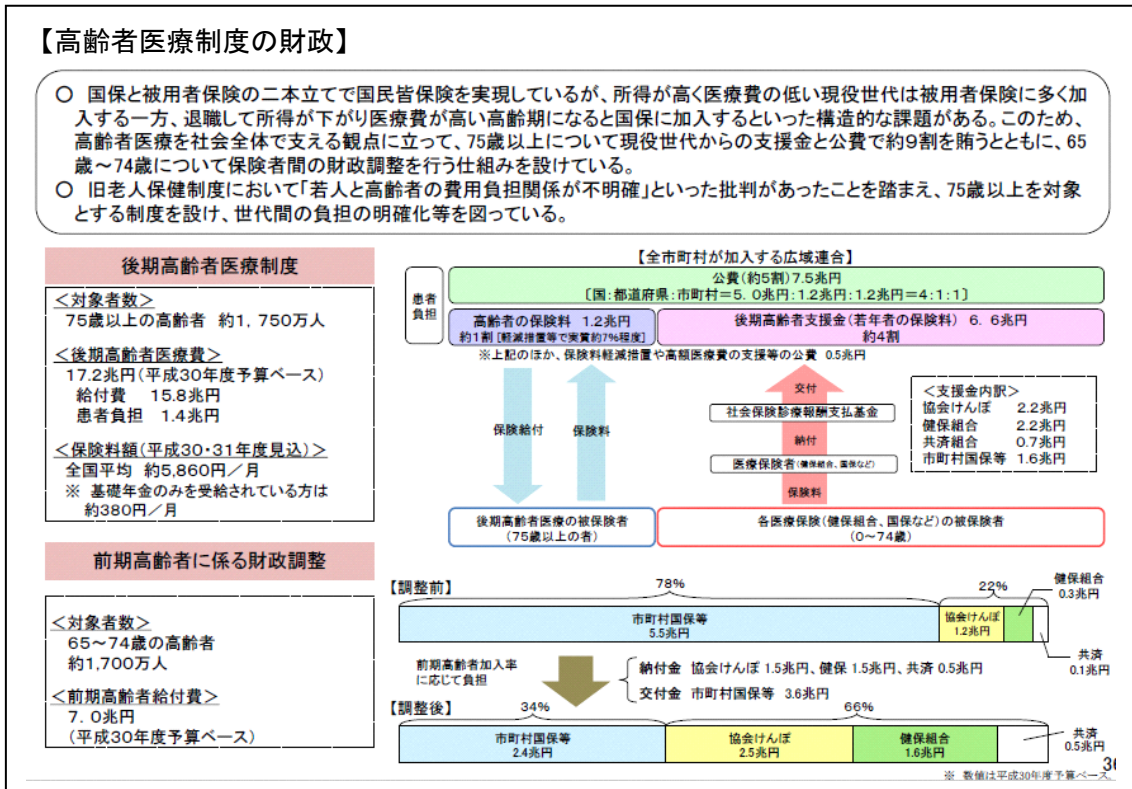 【高齢者医療制度の財政】
○ 国保と被用者保険の二本立てで国民皆保険を実現しているが、所得が高く医療費の低い現役世代は被用者保険に多く加
入する一方、退職して所得が下がり医療費が高い高齢期になると国保に加入するといった構造的な課題がある。このため、
高齢者医療を社会全体で支える観点に立って、75歳以上について現役世代からの支援金と公費で約9割を賄うとともに、65
歳~74歳について保険者間の財政調整を行う仕組みを設けている。
○ 旧老人保健制度において「若人と高齢者の費用負担関係が不明確」といった批判があったことを踏まえ、75歳以上を対象
とする制度を設け、世代間の負担の明確化等を図っている。
後期高齢者医療制度
<対象者数>
75歳以上の高齢者 約1,750万人
<後期高齢者医療費>
17.2兆円(平成30年度予算ベース)
給付費 15.8兆円
患者負担 1.4兆円
<保険料額(平成30・31年度見込)>
全国平均 約5,860円/月
※ 基礎年金のみを受給されている方は
約380円/月
【全市町村が加入する広域連合】
患者
負担
公費(約5割)7.5兆円
〔国:都道府県:市町村=5.0兆円:1.2兆円:1.2兆円=4:1:1〕
高齢者の保険料 1.2兆円
約1割[軽減措置等で実質約7%程度]
後期高齢者支援金(若年者の保険料) 6.6兆円
約4割
※上記のほか、保険料軽減措置や高額医療費の支援等の公費 0.5兆円
保険給付
保険料
交付
社会保険診療報酬支払基金
納付
医療保険者(健保組合、国保など)
保険料
<支援金内訳>
協会けんぽ 2.2兆円
健保組合 2.2兆円
共済組合 0.7兆円
市町村国保等 1.6兆円
後期高齢者医療の被保険者
(75歳以上の者)
各医療保険(健保組合、国保など)の被保険者
(0~74歳)
前期高齢者に係る財政調整
<対象者数>
65~74歳の高齢者
約1,700万人
<前期高齢者給付費>
7.0兆円
(平成30年度予算ベース)
【調整前】
78%
22%
健保組合
0.3兆円
市町村国保等
5.5兆円
協会けんぽ
1.2兆円
共済
0.1兆円
前期高齢者加入率
に応じて負担
納付金 協会けんぽ 1.5兆円、健保 1.5兆円、共済 0.5兆円
交付金 市町村国保等 3.6兆円
【調整後】
34%
66%
市町村国保等
2.4兆円
協会けんぽ
2.5兆円
健保組合
1.6兆円
共済
0.5兆円
※ 数値は平成30年度予算ベース。